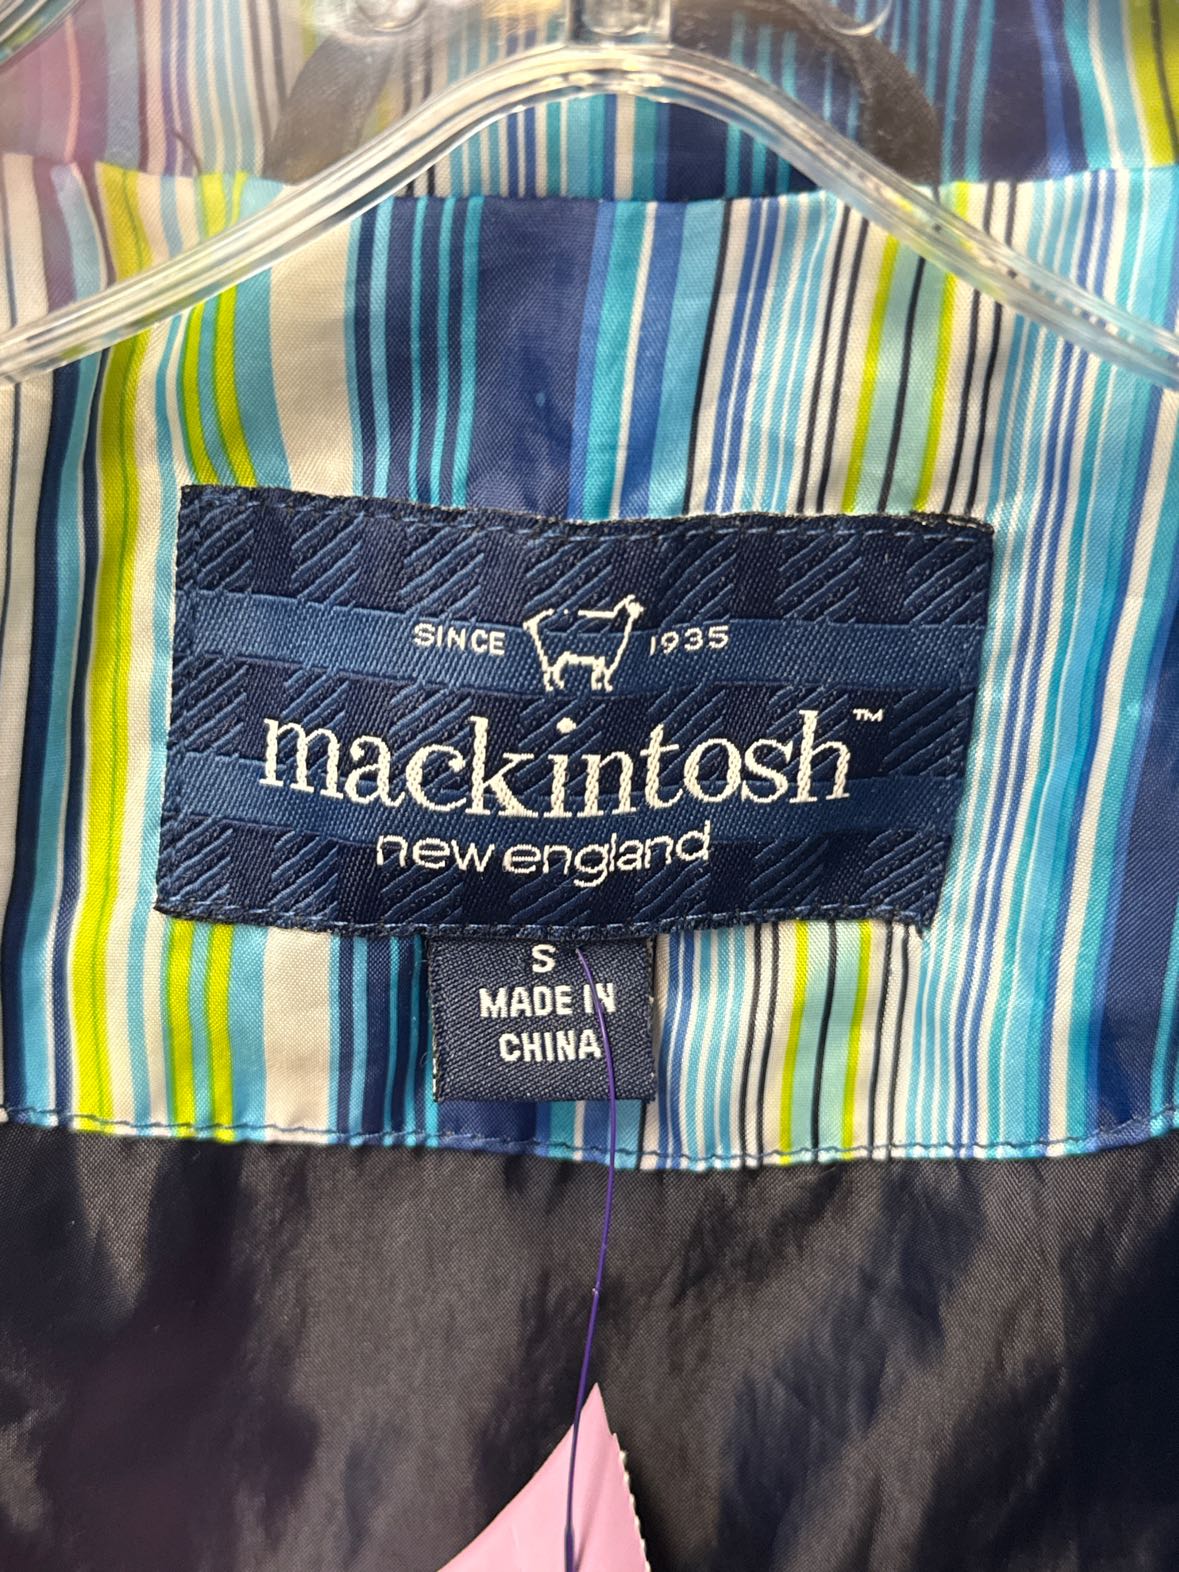 SINCE 1935
mackintosh™
new england
S
MADE IN
CHINA